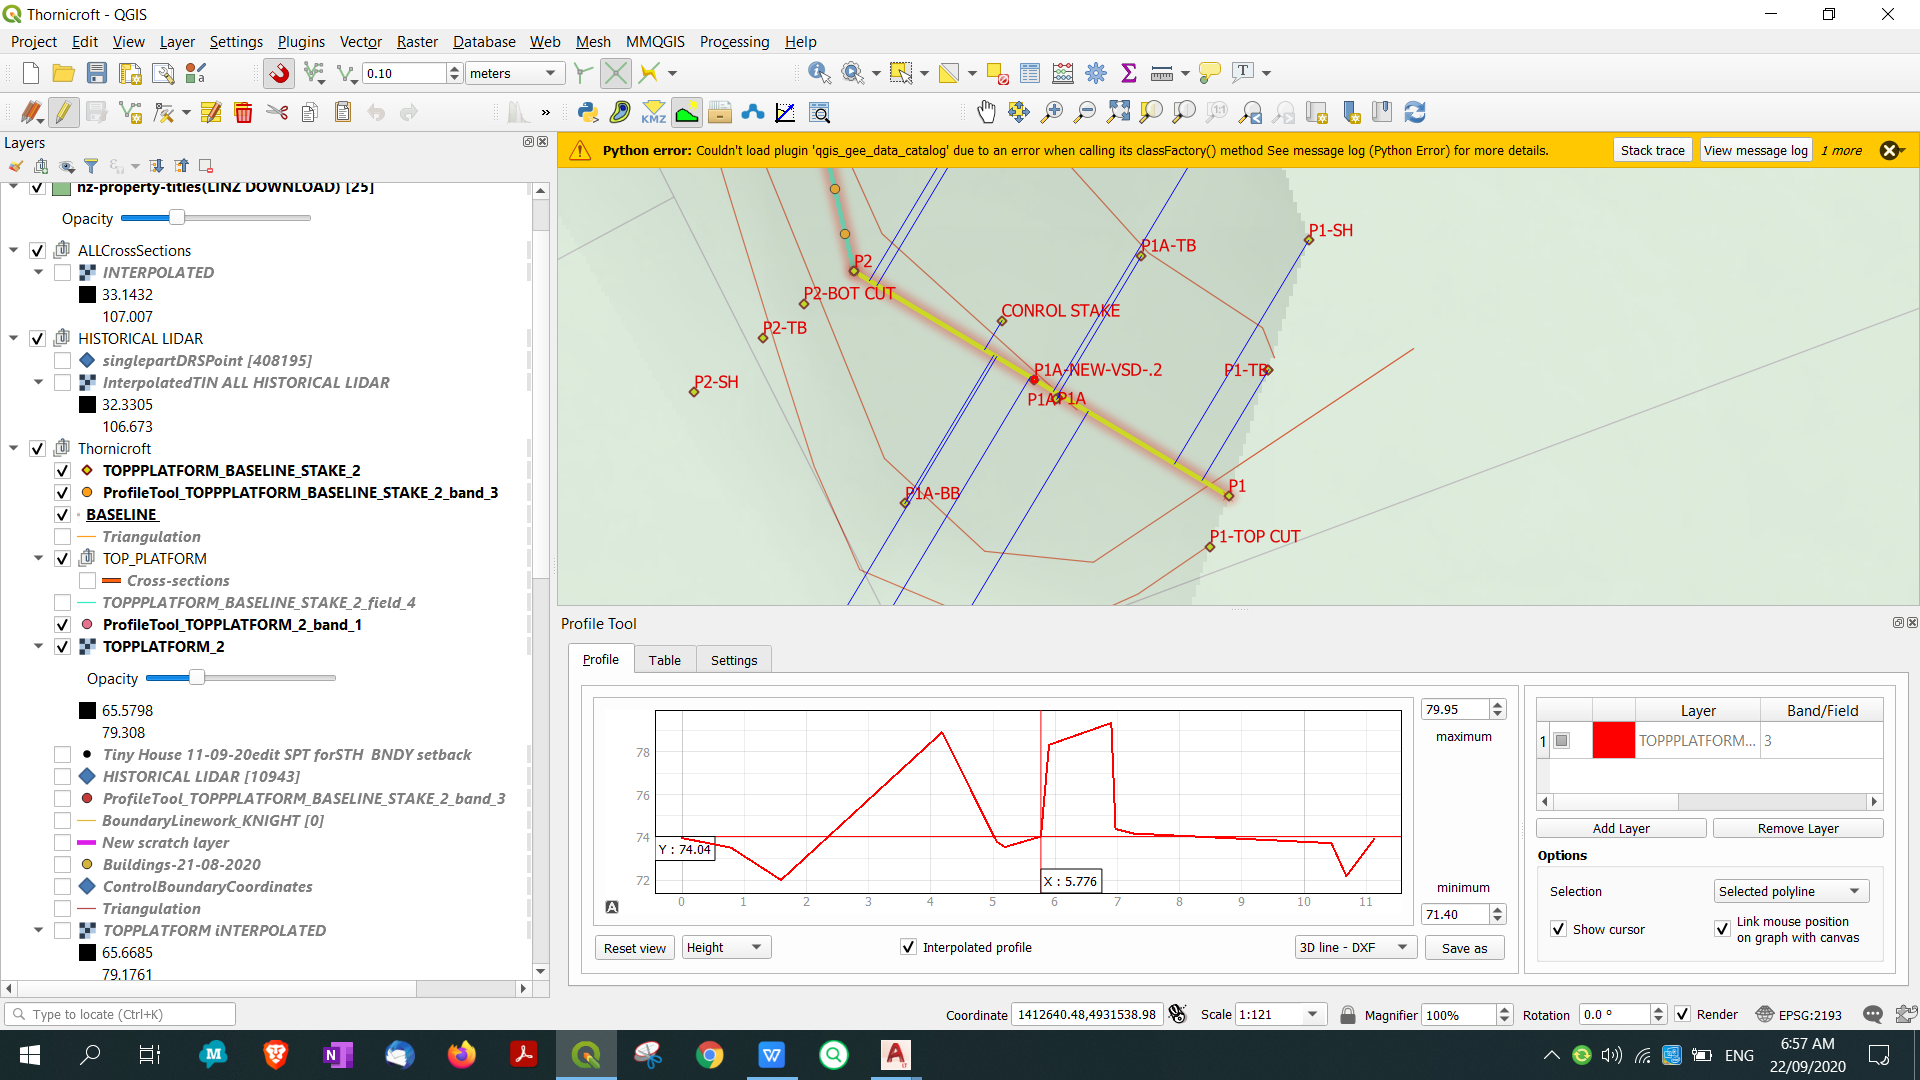 Thornicroft - QGIS
Project Edit View Layer Settings Plugins Vector Raster Database Web Mesh MMQGIS Processing Help
0.10 meters
KMZ
Layers
Python error: Couldn't load plugin 'qgis_gee_data_catalog' due to an error when calling its classFactory() method See message log (Python Error) for more details. Stack trace View message log 1 more
nz-property-titles(LINZ DOWNLOAD) [25]
Opacity
ALLCrossSections
INTERPOLATED
33.1432
107.007
HISTORICAL LIDAR
singlepartDRSPoint [408195]
InterpolatedTIN ALL HISTORICAL LIDAR
32.3305
106.673
Thornicroft
TOPPPLATFORM_BASELINE_STAKE_2
ProfileTool_TOPPPLATFORM_BASELINE_STAKE_2_band_3
BASELINE
Triangulation
TOP_PLATFORM
Cross-sections
TOPPPLATFORM_BASELINE_STAKE_2_field_4
ProfileTool_TOPPLATFORM_2_band_1
TOPPLATFORM_2
Opacity
65.5798
79.308
Tiny House 11-09-20edit SPT forSTH BNDY setback
HISTORICAL LIDAR [10943]
ProfileTool_TOPPPLATFORM_BASELINE_STAKE_2_band_3
BoundaryLinework_KNIGHT [0]
New scratch layer
Buildings-21-08-2020
ControlBoundaryCoordinates
Triangulation
TOPPLATFORM iNTERPOLATED
65.6685
79.1761
P1-SH
P1A-TB
P2
P2-BOT CUT
CONROL STAKE
P2-TB
P1A-NEW-VSD-.2
P1-TB
P2-SH
P1A
P1A
P1A-BB
P1
P1-TOP CUT
Profile Tool
Profile Table Settings
78
76
74
72
Y : 74.04
X : 5.776
0 1 2 3 4 5 6 7 8 9 10 11
A
79.95
maximum
minimum
71.40
Reset view Height Interpolated profile 3D line - DXF Save as
Layer Band/Field
1 TOPPPLATFORM... 3
Add Layer Remove Layer
Options
Selection Selected polyline
Show cursor
Link mouse position
on graph with canvas
Type to locate (Ctrl+K)
Coordinate 1412640.48,4931538.98 Scale 1:121 Magnifier 100% Rotation 0.0 ° Render EPSG:2193
ENG
6:57 AM
22/09/2020